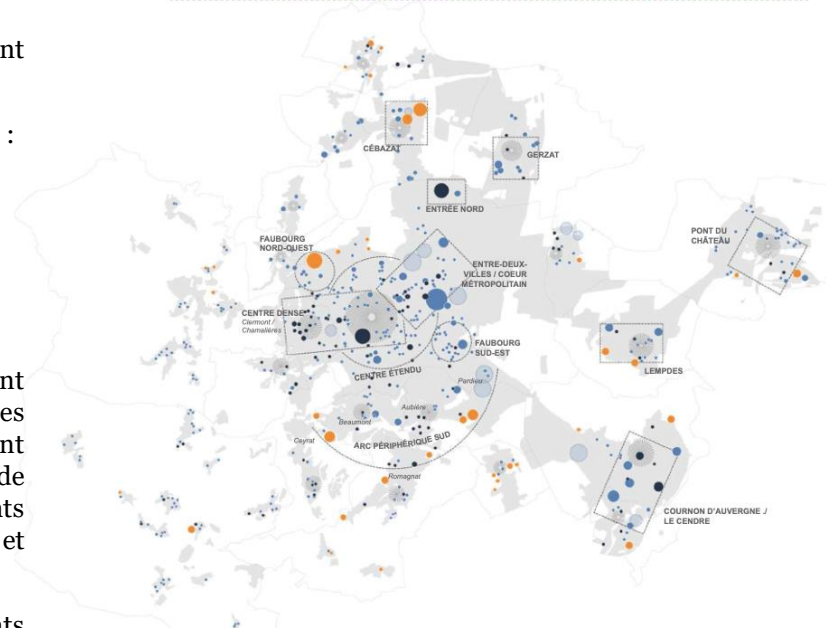 nt
:
nt
es
nt
de
its
et
nts
CÉBAZAT
GERZAT
ENTRÉE NORD
PONT DU
CHÂTEAU
FAUBOURG
NORD-OUEST
ENTRE-DEUX-
VILLES / COEUR
MÉTROPOLITAIN
CENTRE DENSE
Clermont /
Chamalières
FAUBOURG
SUD-EST
LEMPDES
CENTRE ÉTENDU
Pardieu
Aubière
Beaumont
Ceyrat
ARC PÉRIPHÉRIQUE SUD
Romagnat
COURNON D'AUVERGNE ./
LE CENDRE